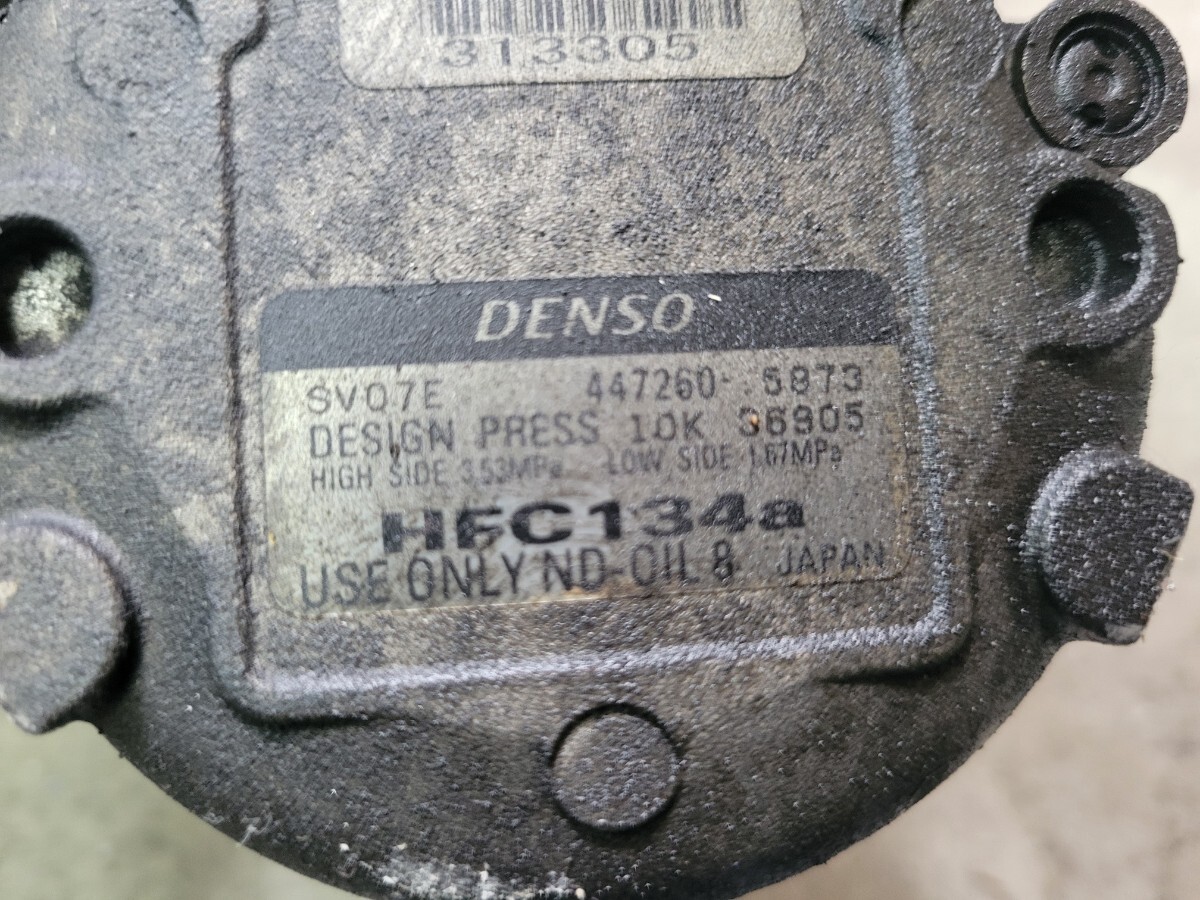 313305
DENSO
SV07E 447260- 5873
DESIGN PRESS 10K 36905
HIGH SIDE 3.53MPa LOW SIDE 1.67MPa
HFC134a
USE ONLY ND-OIL 8 JAPAN